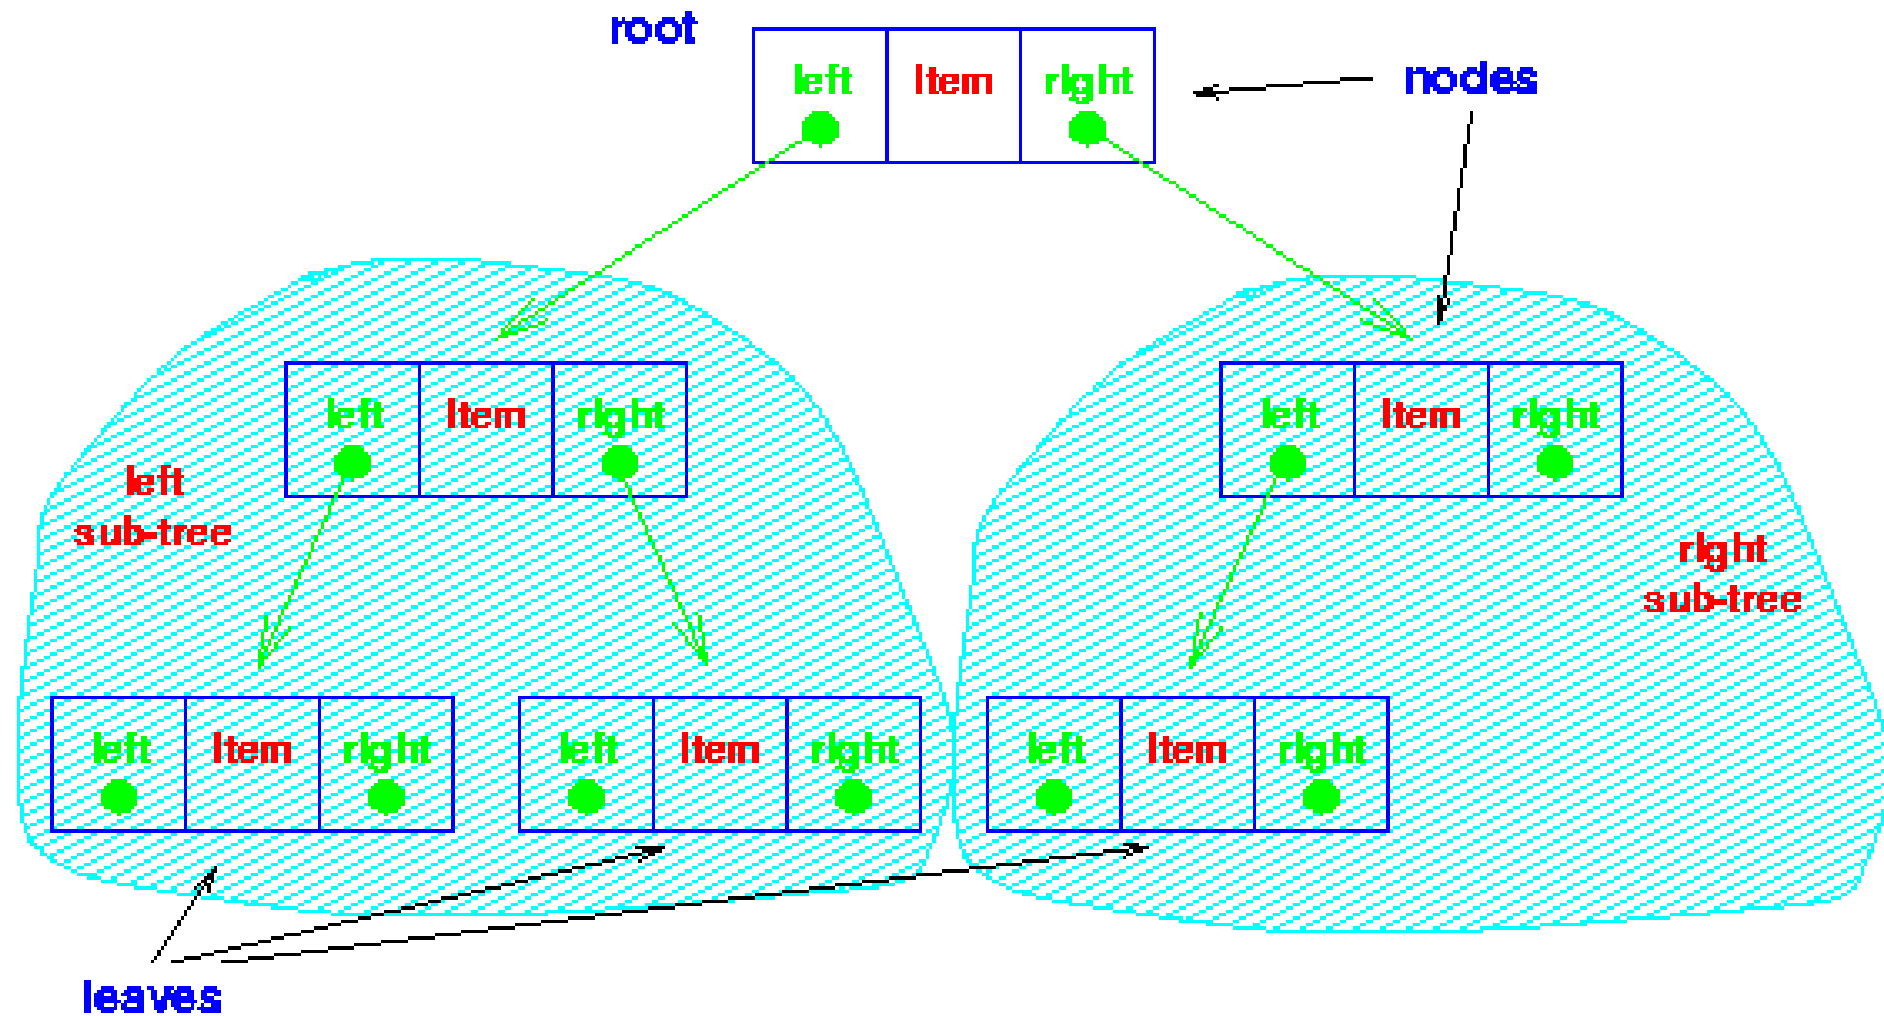 root
left Item right
nodes
left Item right
left Item right
left
sub-tree
right
sub-tree
left Item right
left Item right
left Item right
leaves